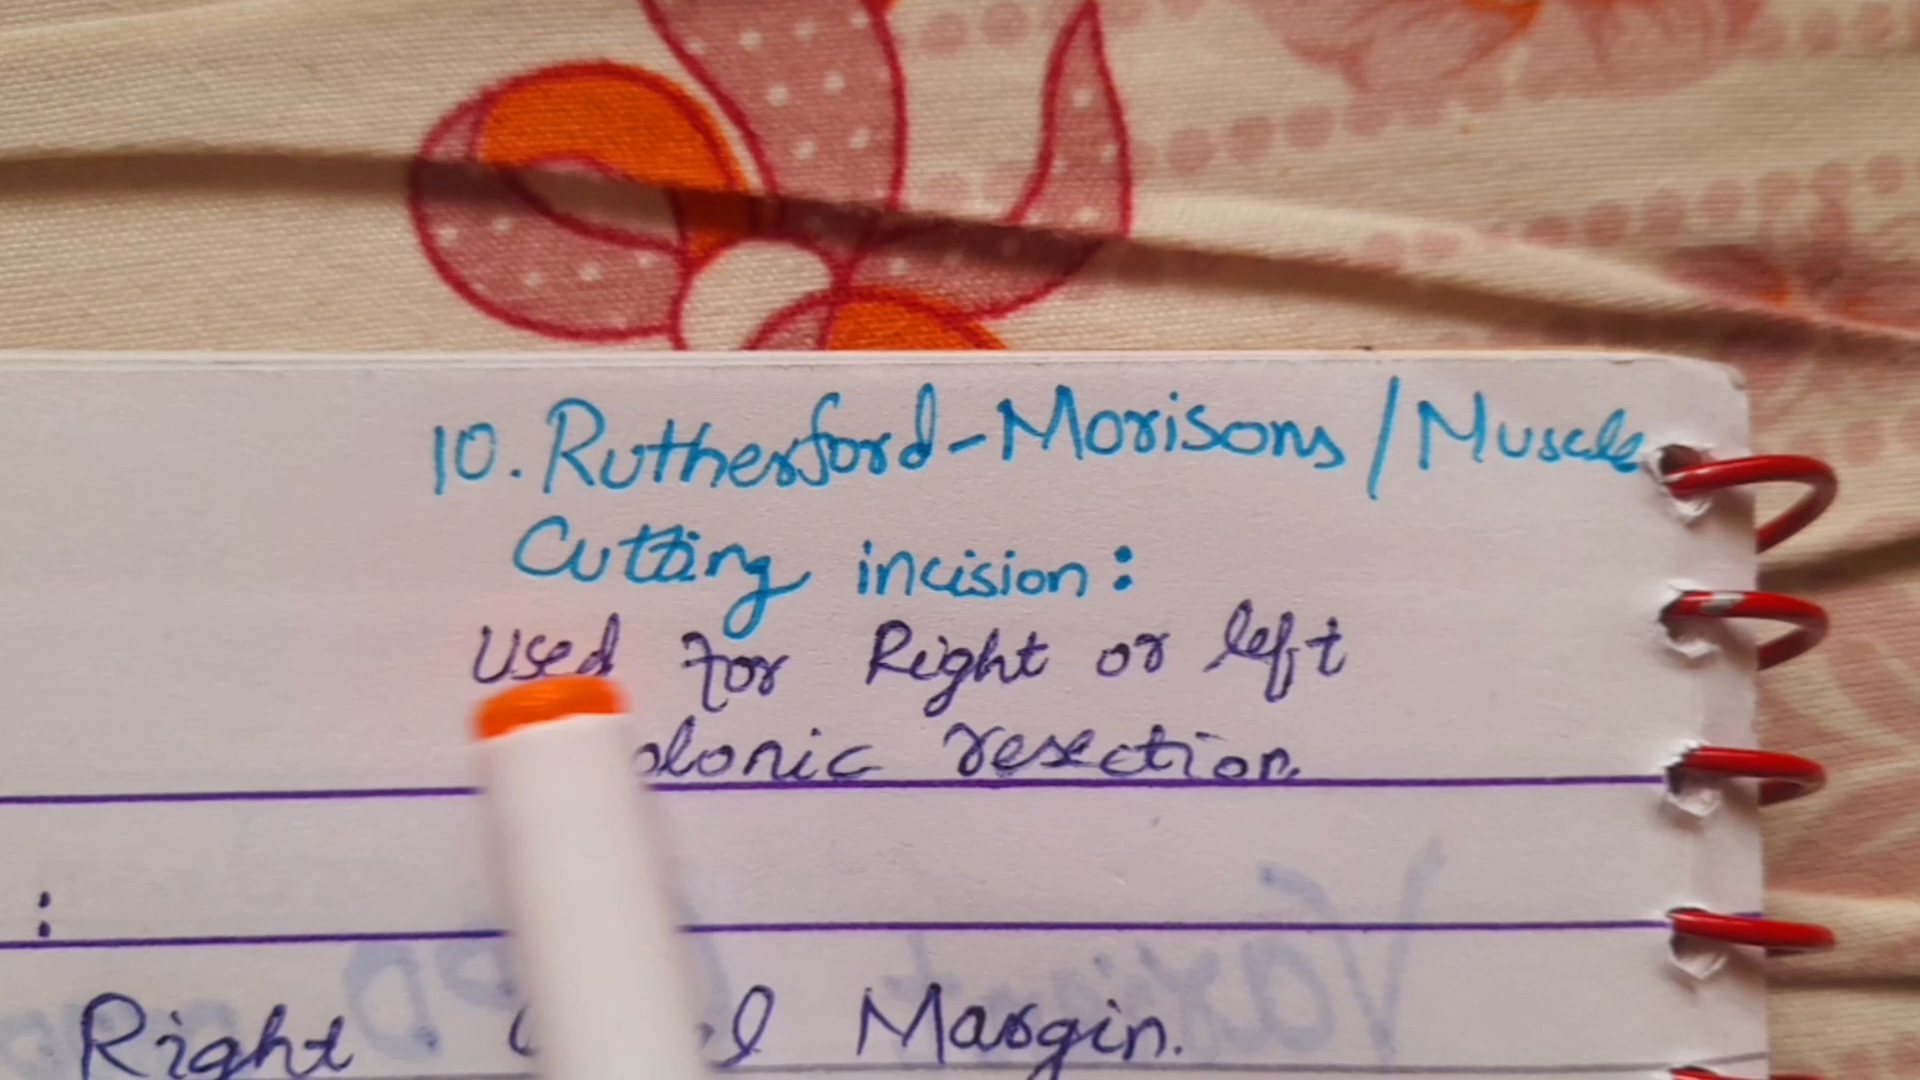 10. Rutherford-Morisons/Muscle
Cutting incision:
Used for Right or left
colonic resection.
:
Right Margin.